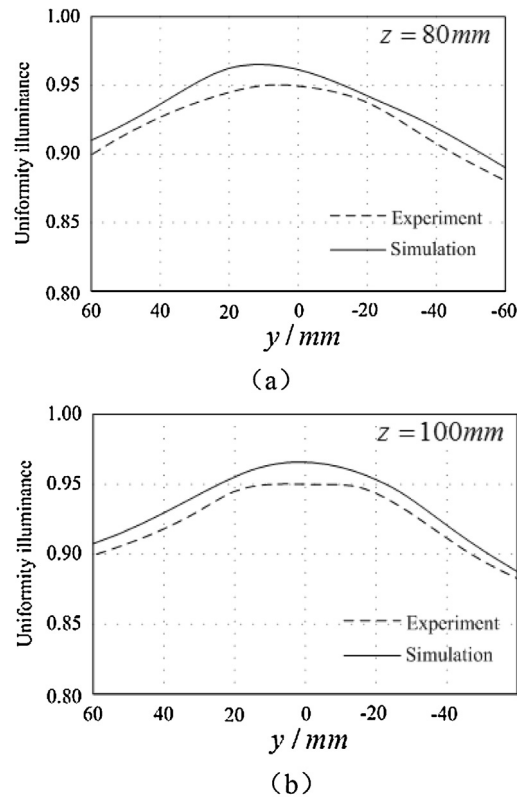 z = 80mm
1.00
0.95
0.90
0.85
0.80
Uniformity illuminance
Experiment
Simulation
60 40 20 0 -20 -40 -60
y / mm
(a)
z = 100mm
1.00
0.95
0.90
0.85
0.80
Uniformity illuminance
Experiment
Simulation
60 40 20 0 -20 -40
y / mm
(b)